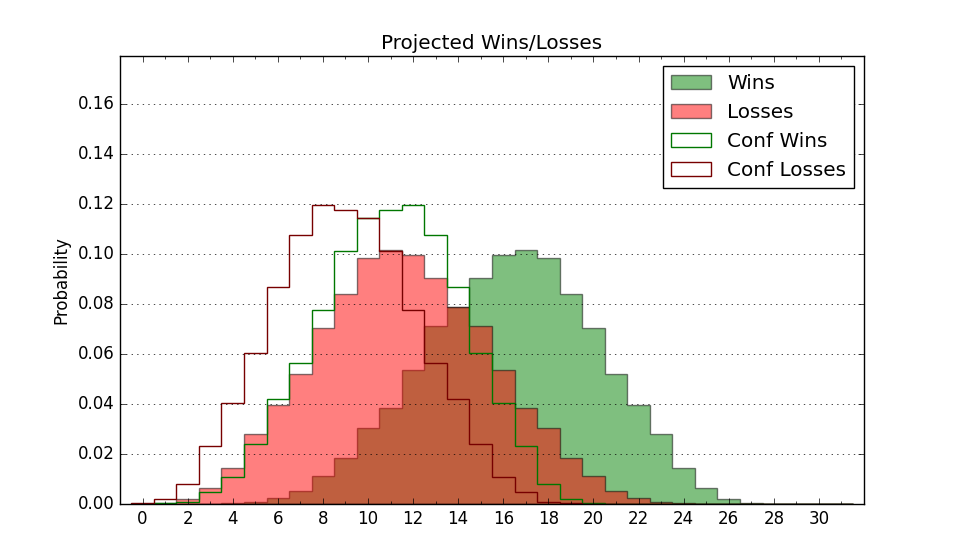 Projected Wins/Losses
Wins
Losses
Conf Wins
Conf Losses
Probability
0.16
0.14
0.12
0.10
0.08
0.06
0.04
0.02
0.00
0 2 4 6 8 10 12 14 16 18 20 22 24 26 28 30